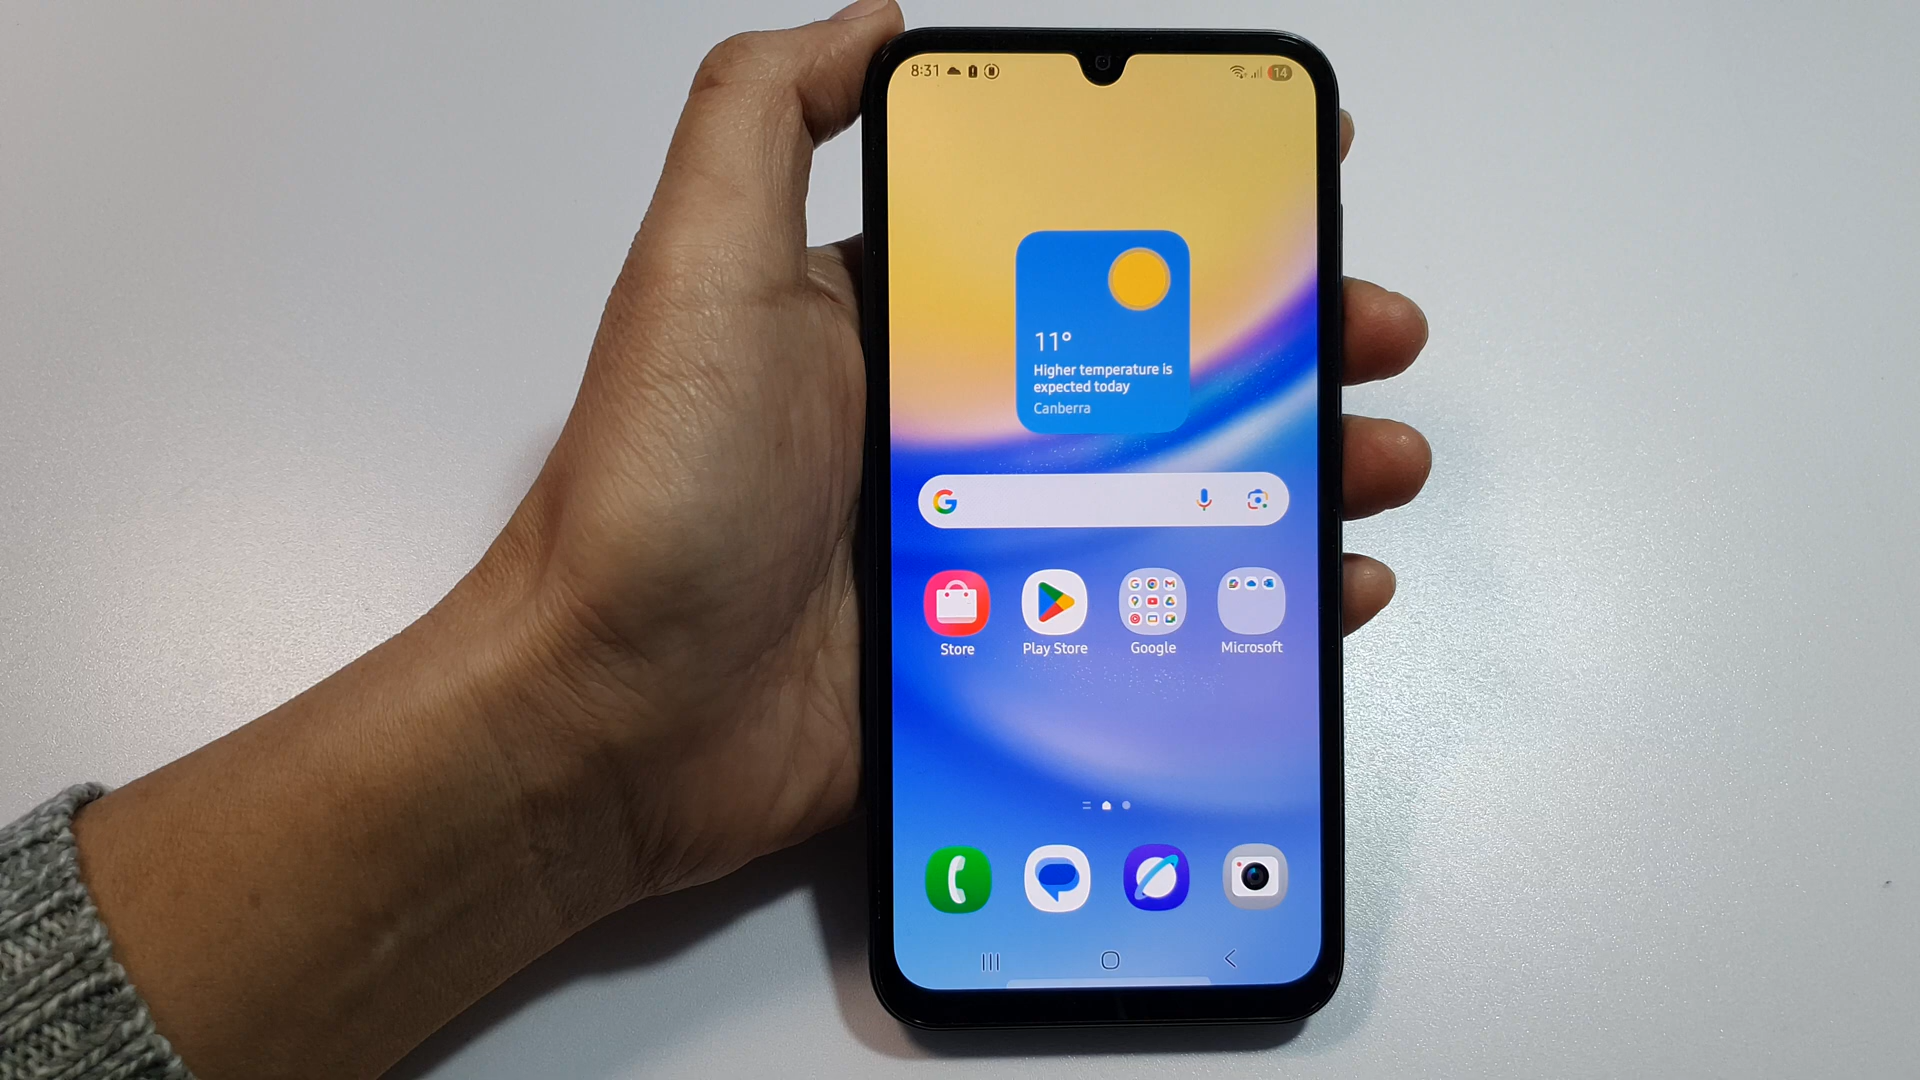 8:31
14
11°
Higher temperature is
expected today
Canberra
Store
Play Store
Google
Microsoft